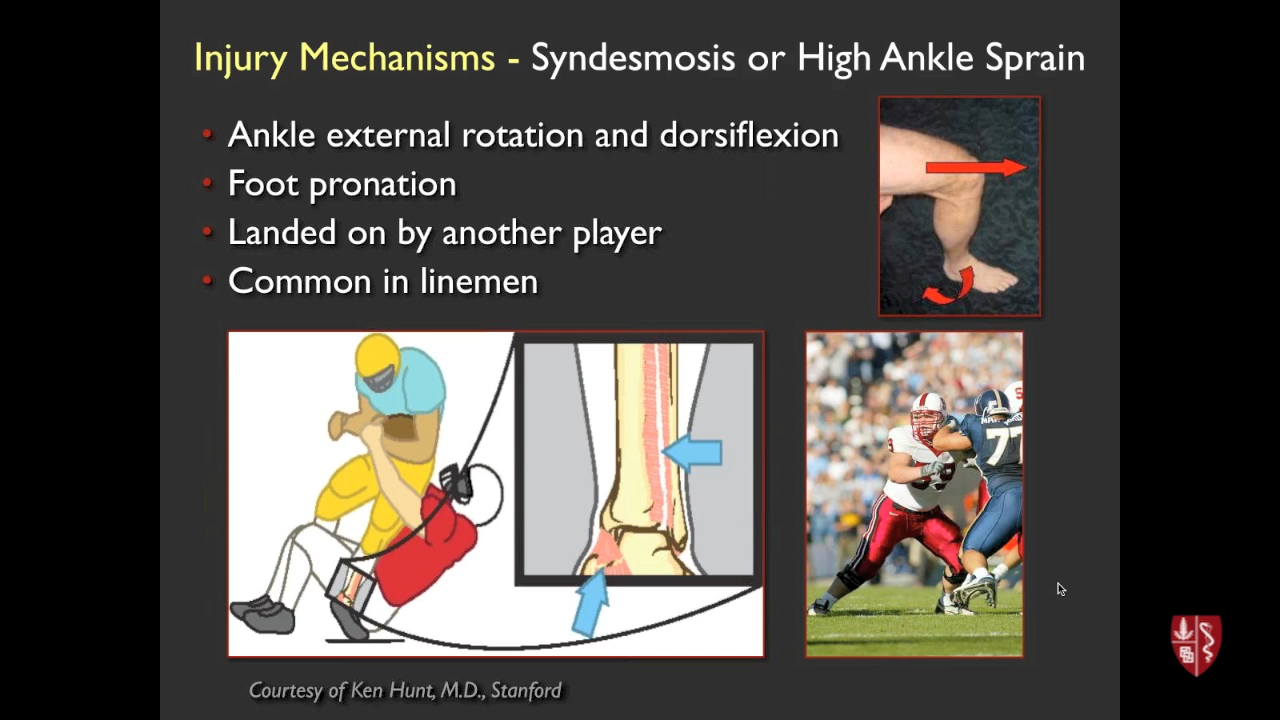 Injury Mechanisms - Syndesmosis or High Ankle Sprain
• Ankle external rotation and dorsiflexion
• Foot pronation
• Landed on by another player
• Common in linemen
77
Courtesy of Ken Hunt, M.D., Stanford